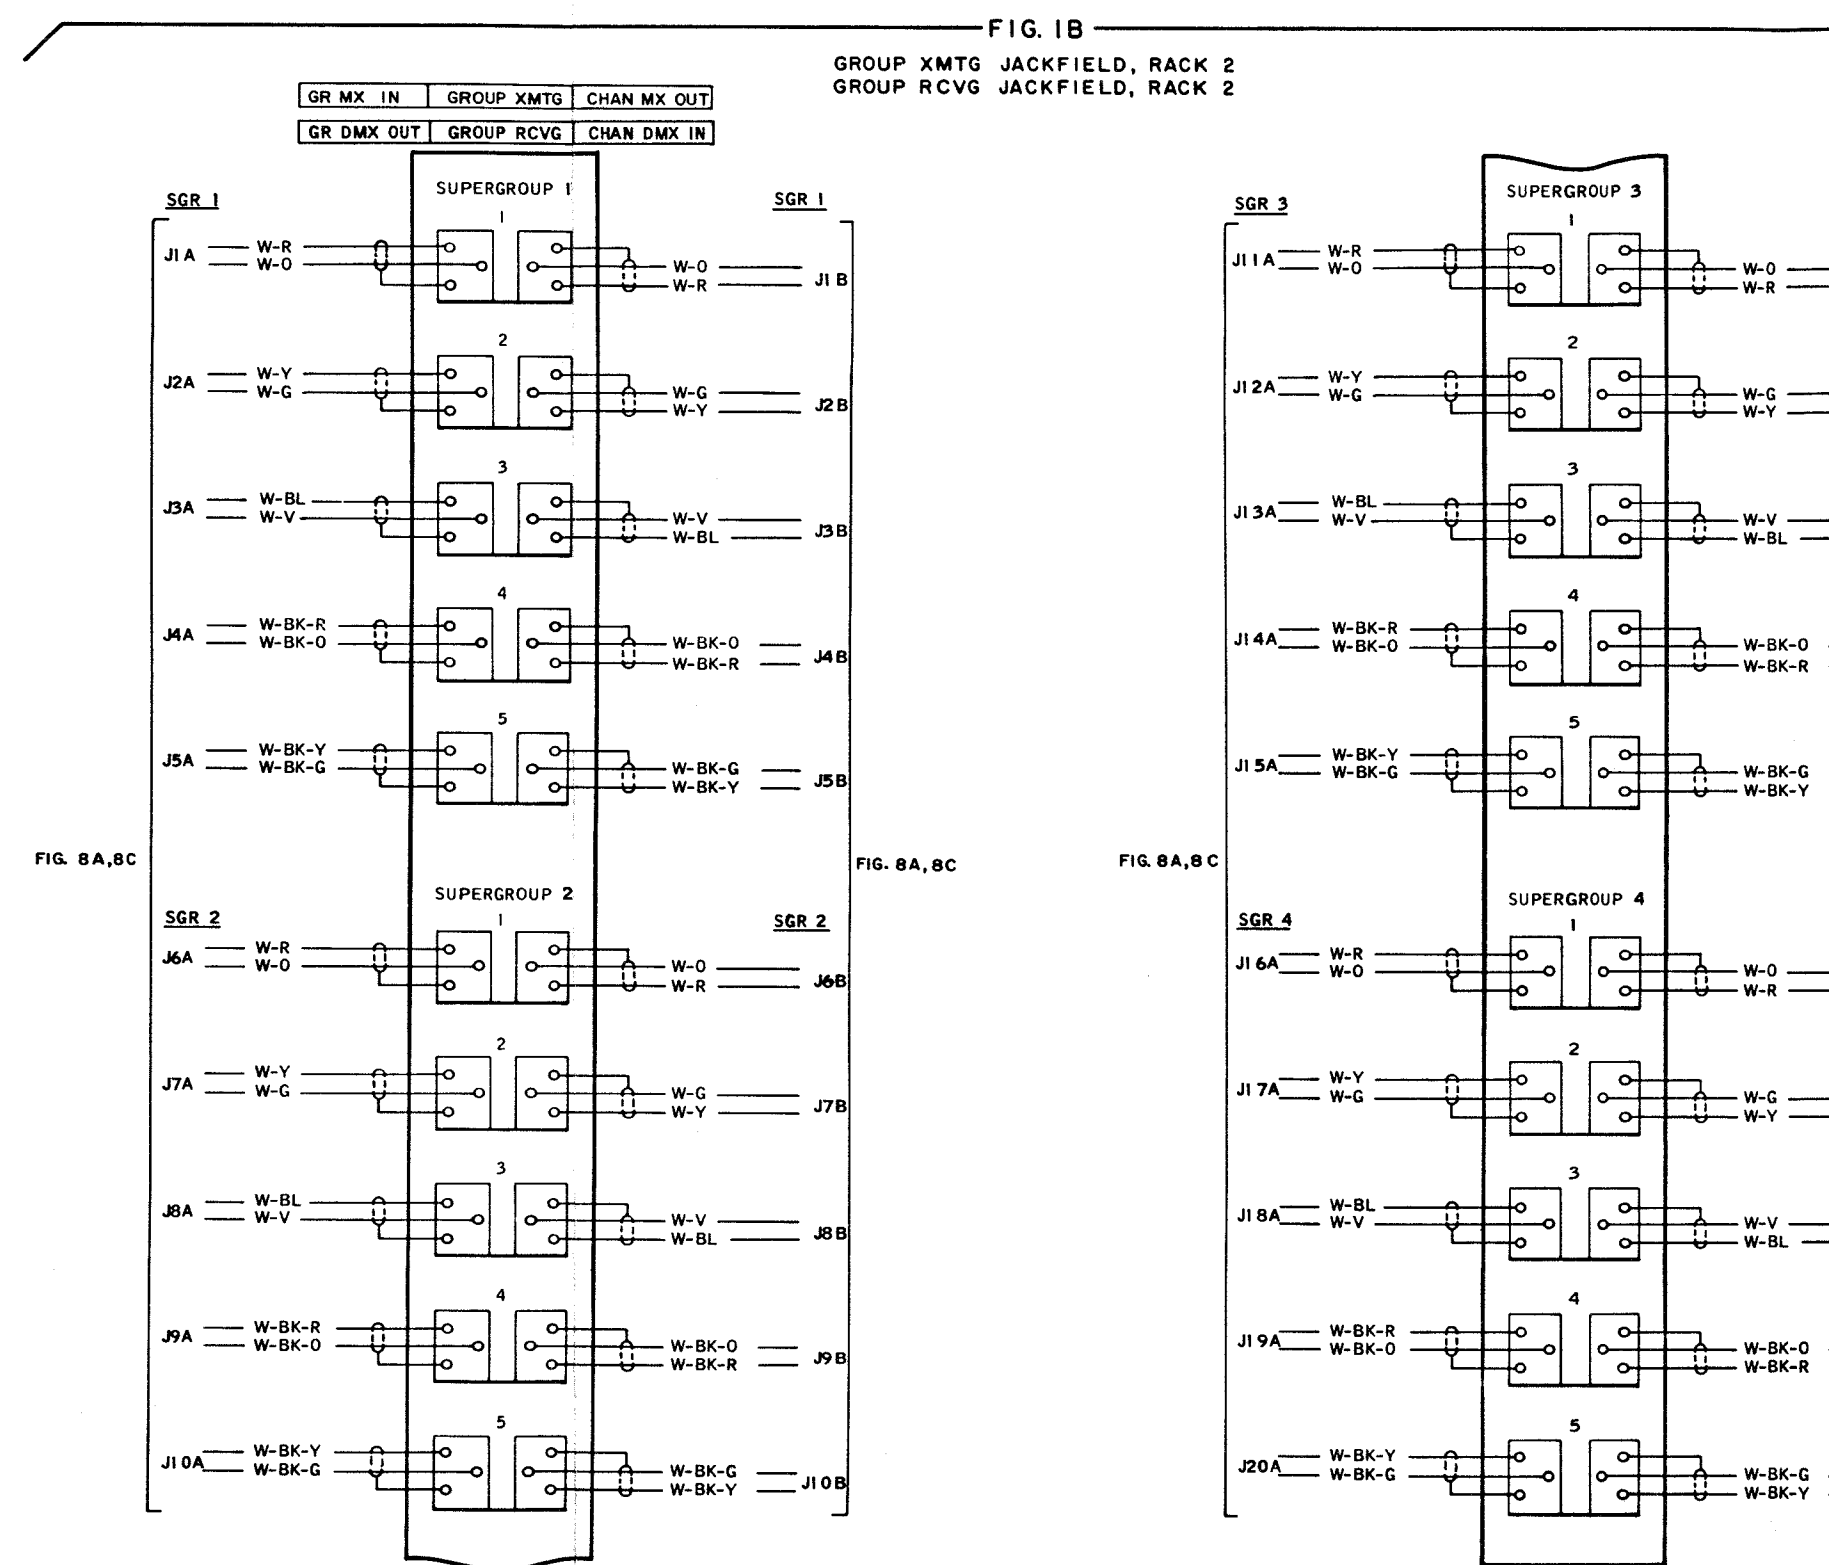 FIG. 1B
GROUP XMTG JACKFIELD, RACK 2
GROUP RCVG JACKFIELD, RACK 2
GR MX IN GROUP XMTG CHAN MX OUT
GR DMX OUT GROUP RCVG CHAN DMX IN
SGR 1
SUPERGROUP 1
SGR 1
1
J1A
W-R
W-O
W-O
W-R
J1B
2
J2A
W-Y
W-G
W-G
W-Y
J2B
3
J3A
W-BL
W-V
W-V
W-BL
J3B
4
J4A
W-BK-R
W-BK-O
W-BK-O
W-BK-R
J4B
5
J5A
W-BK-Y
W-BK-G
W-BK-G
W-BK-Y
J5B
FIG. 8A,8C
FIG. 8A,8C
SUPERGROUP 2
SGR 2
SGR 2
1
J6A
W-R
W-O
W-O
W-R
J6B
2
J7A
W-Y
W-G
W-G
W-Y
J7B
3
J8A
W-BL
W-V
W-V
W-BL
J8B
4
J9A
W-BK-R
W-BK-O
W-BK-O
W-BK-R
J9B
5
J10A
W-BK-Y
W-BK-G
W-BK-G
W-BK-Y
J10B
SGR 3
SUPERGROUP 3
1
J11A
W-R
W-O
W-O
W-R
2
J12A
W-Y
W-G
W-G
W-Y
3
J13A
W-BL
W-V
W-V
W-BL
4
J14A
W-BK-R
W-BK-O
W-BK-O
W-BK-R
5
J15A
W-BK-Y
W-BK-G
W-BK-G
W-BK-Y
FIG. 8A,8C
SUPERGROUP 4
SGR 4
1
J16A
W-R
W-O
W-O
W-R
2
J17A
W-Y
W-G
W-G
W-Y
3
J18A
W-BL
W-V
W-V
W-BL
4
J19A
W-BK-R
W-BK-O
W-BK-O
W-BK-R
5
J20A
W-BK-Y
W-BK-G
W-BK-G
W-BK-Y